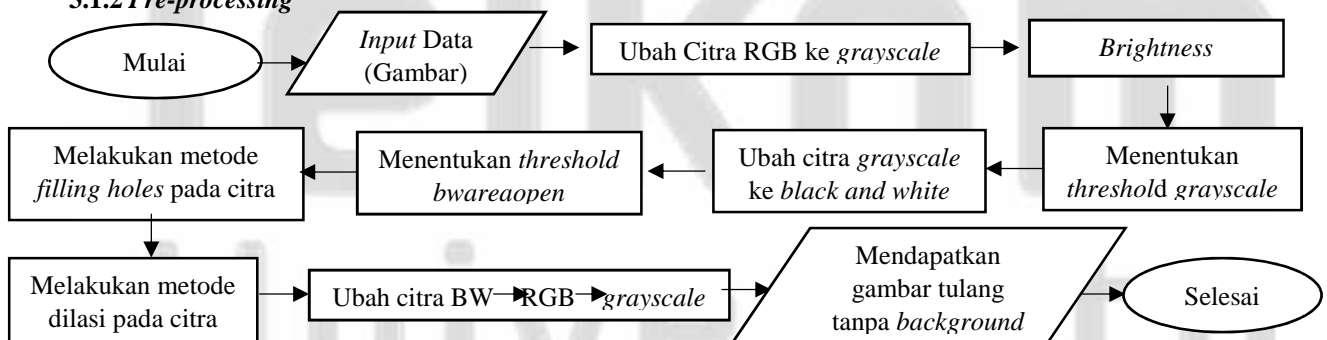 3.1.2 Pre-processing
Mulai
Input Data
(Gambar)
Ubah Citra RGB ke grayscale
Brightness
Menentukan
threshold grayscale
Ubah citra grayscale
ke black and white
Menentukan threshold
bwareaopen
Melakukan metode
filling holes pada citra
Melakukan metode
dilasi pada citra
Ubah citra BW→RGB→grayscale
Mendapatkan
gambar tulang
tanpa background
Selesai